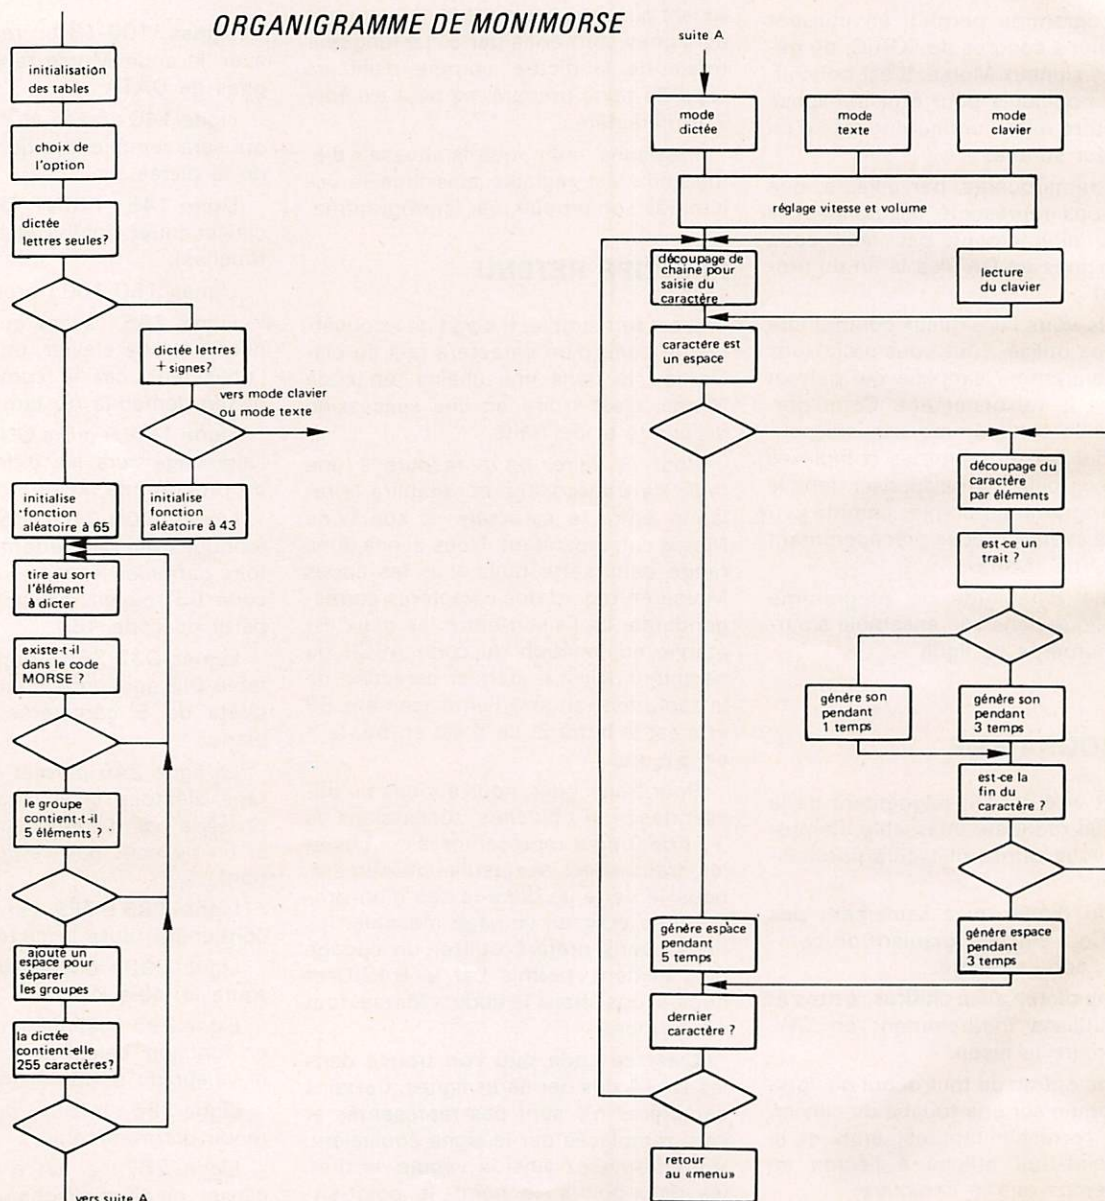 ORGANIGRAMME DE MONIMORSE
initialisation
des tables
choix de
l'option
dictée
lettres seules?
dictée lettres
+ signes?
vers mode clavier
ou mode texte
initialise
fonction
aléatoire à 65
initialise
fonction
aléatoire à 43
tire au sort
l'élément
à dicter
existe-t-il
dans le code
MORSE ?
le groupe
contient-t-il
5 éléments ?
ajoute un
espace pour
séparer
les groupes
la dictée
contient-elle
255 caractères?
vers suite A
suite A
mode
dictée
mode
texte
mode
clavier
réglage vitesse et volume
découpage de
chaine pour
saisie du
caractère
lecture
du clavier
caractère est
un espace
découpage du
caractère
par éléments
est-ce un
trait ?
génère son
pendant
1 temps
génère son
pendant
3 temps
est-ce la
fin du
caractère ?
génère espace
pendant
5 temps
génère espace
pendant
3 temps
dernier
caractère ?
retour
au «menu»